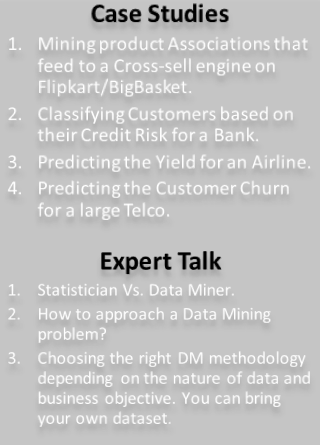 Case Studies
1. Mining product Associations that
feed to a Cross-sell engine on
Flipkart/BigBasket.
2. Classifying Customers based on
their Credit Risk for a Bank.
3. Predicting the Yield for an Airline.
4. Predicting the Customer Churn
for a large Telco.
Expert Talk
1. Statistician Vs. Data Miner.
2. How to approach a Data Mining
problem?
3. Choosing the right DM methodology
depending on the nature of data and
business objective. You can bring
your own dataset.